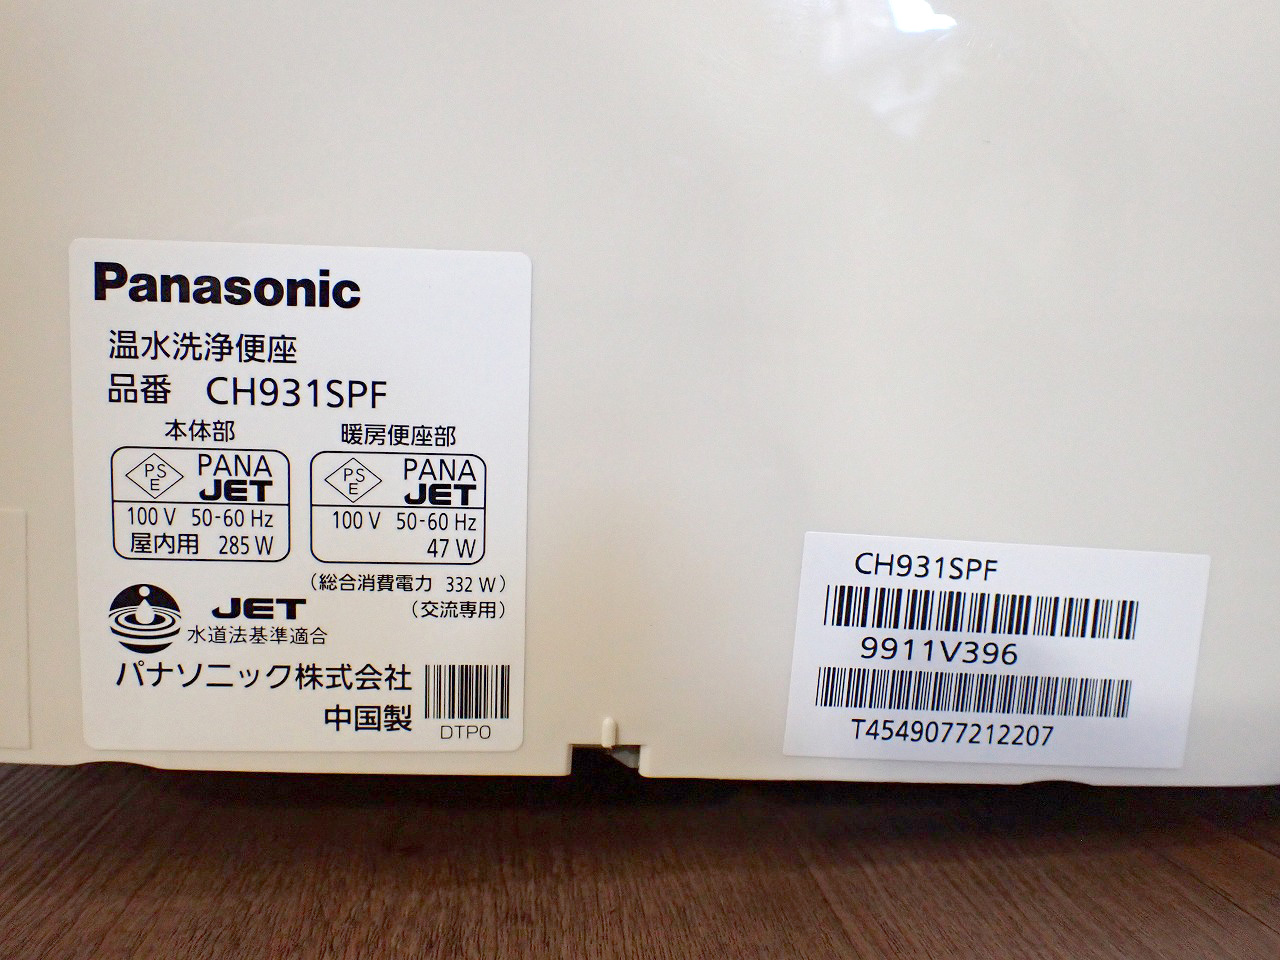 Panasonic
温水洗浄便座
品番 CH931SPF
本体部
PS
E
PANA
JET
100 V 50-60 Hz
屋内用 285 W
暖房便座部
PS
E
PANA
JET
100 V 50-60 Hz
47 W
(総合消費電力 332 W)
(交流専用)
JET
水道法基準適合
パナソニック株式会社
中国製
DTP0
CH931SPF
9911V396
T4549077212207